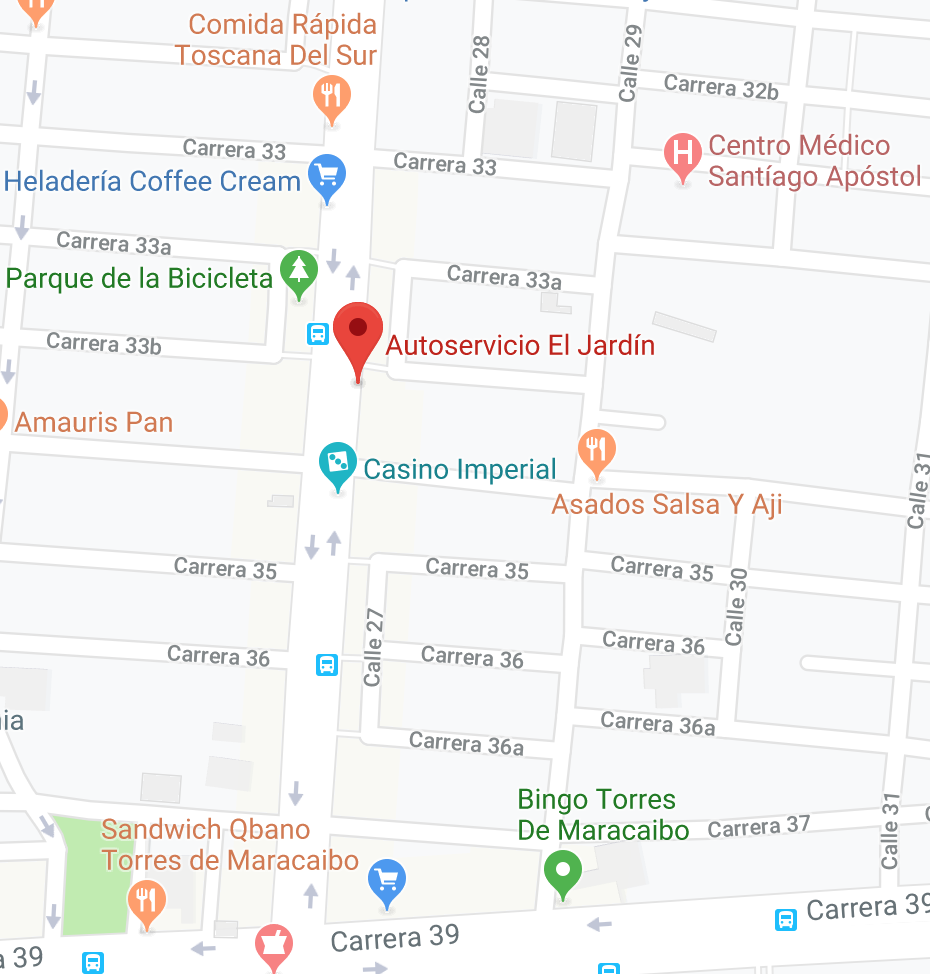 Comida Rápida
Toscana Del Sur
Calle 28
Calle 29
Carrera 32b
Carrera 33
Carrera 33
Centro Médico
Santíago Apóstol
Heladería Coffee Cream
Carrera 33a
Carrera 33a
Parque de la Bicicleta
Carrera 33b
Autoservicio El Jardín
Amauris Pan
Casino Imperial
Asados Salsa Y Aji
Calle 31
Carrera 35
Carrera 35
Carrera 35
Calle 30
Calle 27
Carrera 36
Carrera 36
Carrera 36
ia
Carrera 36a
Carrera 36a
Bingo Torres
De Maracaibo
Carrera 37
Calle 31
Sandwich Qbano
Torres de Maracaibo
Carrera 39
Carrera 39
a 39